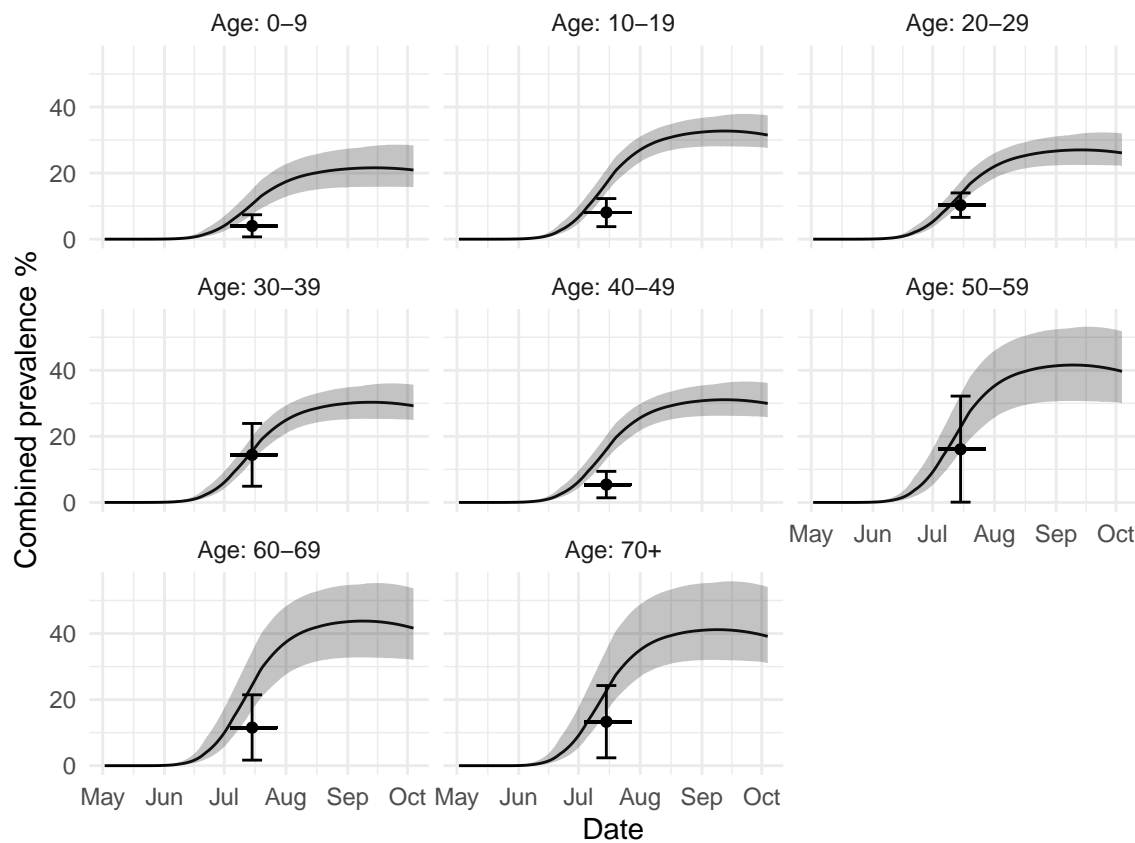 Age: 0−9
Age: 10−19
Age: 20−29
40
20
0
Age: 30−39
Age: 40−49
Age: 50−59
40
20
0
May Jun Jul Aug Sep Oct
Age: 60−69
Age: 70+
40
20
0
May Jun Jul Aug Sep Oct
May Jun Jul Aug Sep Oct
Date
Combined prevalence %